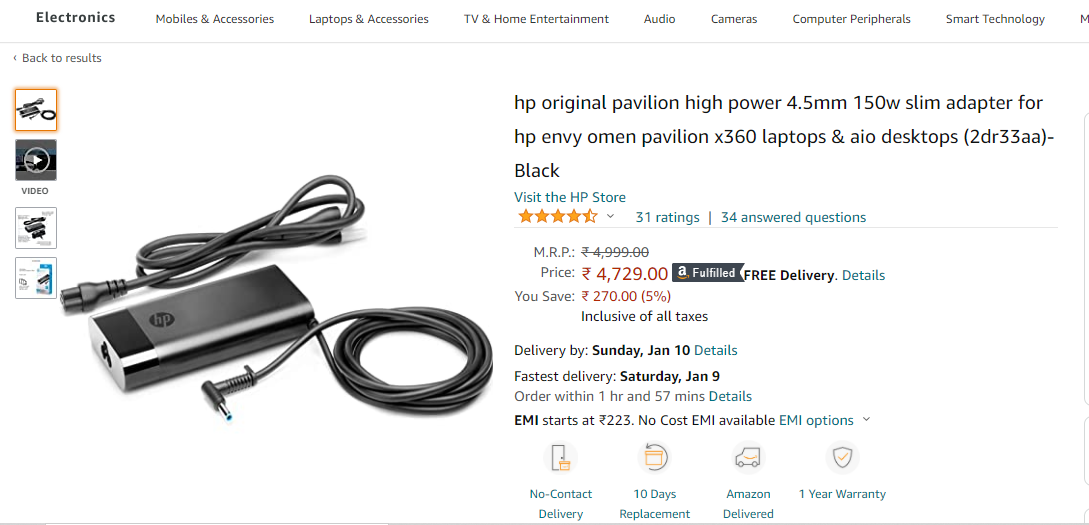 Electronics Mobiles & Accessories Laptops & Accessories TV & Home Entertainment Audio Cameras Computer Peripherals Smart Technology M
‹ Back to results
VIDEO
hp
hp original pavilion high power 4.5mm 150w slim adapter for
hp envy omen pavilion x360 laptops & aio desktops (2dr33aa)-
Black
Visit the HP Store
31 ratings | 34 answered questions
M.R.P.: ₹ 4,999.00
Price: ₹ 4,729.00 a Fulfilled FREE Delivery. Details
You Save: ₹ 270.00 (5%)
Inclusive of all taxes
Delivery by: Sunday, Jan 10 Details
Fastest delivery: Saturday, Jan 9
Order within 1 hr and 57 mins Details
EMI starts at ₹223. No Cost EMI available EMI options
No-Contact Delivery
10 Days Replacement
Amazon Delivered
1 Year Warranty